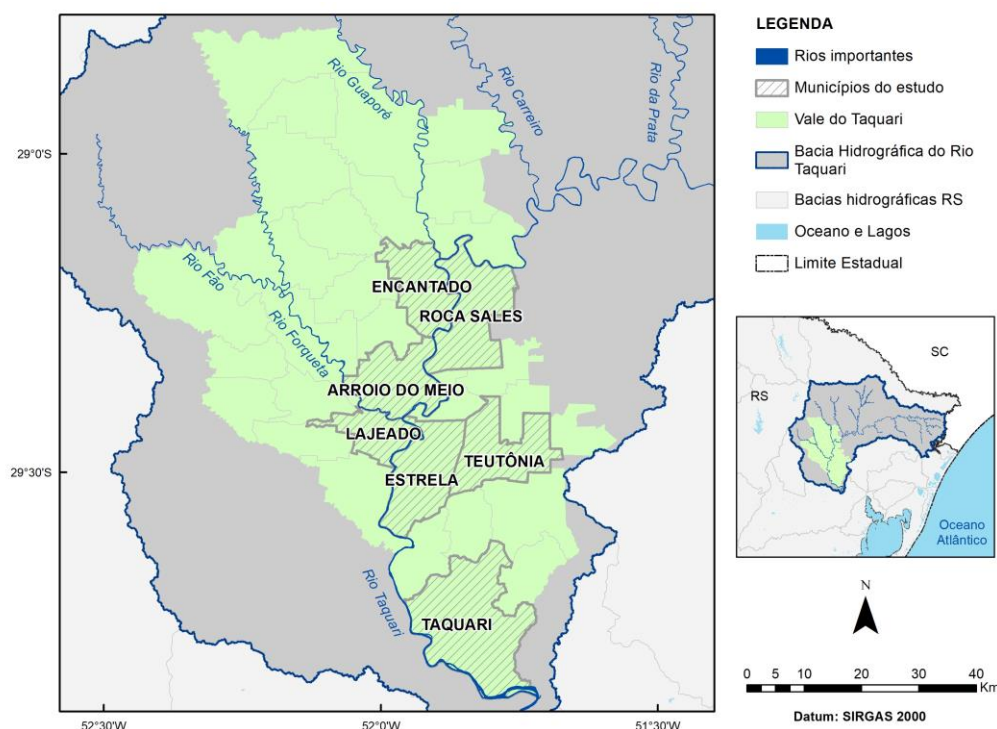 Rio Guaporé
Rio Carreiro
Rio da Prata
29°0'S
Rio Fão
Rio Forqueta
ENCANTADO
ROCA SALES
ARROIO DO MEIO
LAJEADO
TEUTÔNIA
29°30'S
ESTRELA
Rio Taquari
TAQUARI
52°30'W
52°0'W
51°30'W
LEGENDA
Rios importantes
Municípios do estudo
Vale do Taquari
Bacia Hidrográfica do Rio
Taquari
Bacias hidrográficas RS
Oceano e Lagos
Limite Estadual
SC
RS
Oceano
Atlântico
N
0 5 10 20 30 40
Km
Datum: SIRGAS 2000